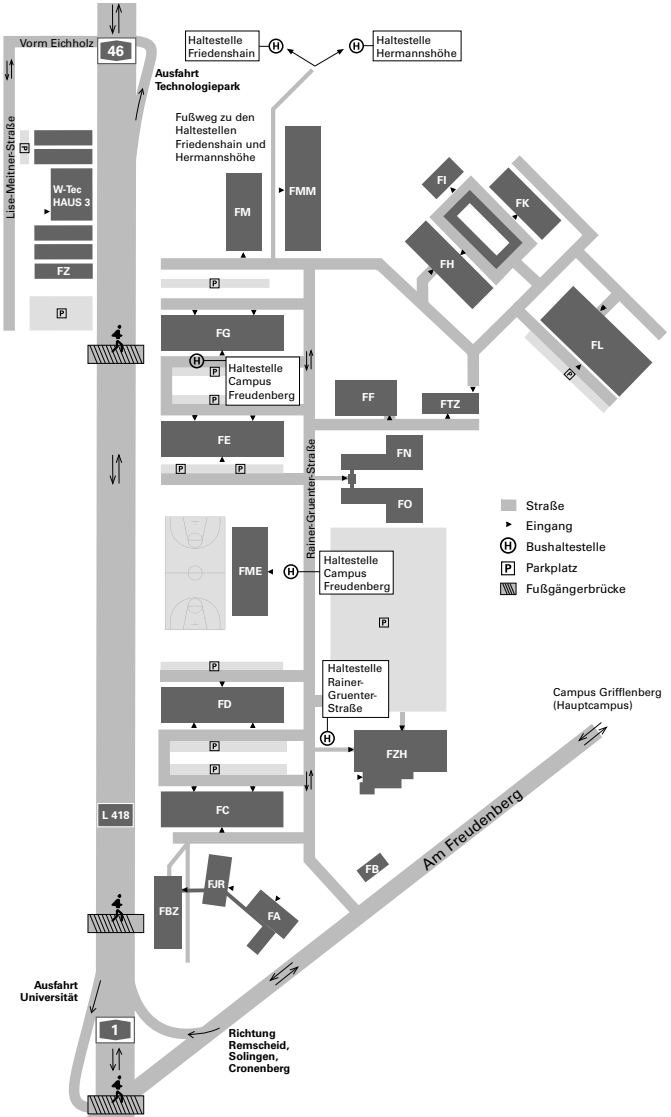 Vorm Eichholz
46
Ausfahrt
Technologiepark
Haltestelle
Friedenshain
H
H
Haltestelle
Hermannshöhe
Fußweg zu den
Haltestellen
Friedenshain und
Hermannshöhe
Lise-Meitner-Straße
P
W-Tec
HAUS 3
FZ
P
FM
FMM
FI
FK
FH
FL
P
P
FG
H
Haltestelle
Campus
Freudenberg
P
P
FF
FTZ
FE
P
P
Rainer-Gruenter-Straße
FN
FO
FME
H
Haltestelle
Campus
Freudenberg
P
Straße
Eingang
H
Bushaltestelle
P
Parkplatz
Fußgängerbrücke
P
FD
Haltestelle
Rainer-
Gruenter-
Straße
H
P
P
FZH
Campus Grifflenberg
(Hauptcampus)
L 418
FC
Am Freudenberg
FB
FBZ
FJR
FA
Ausfahrt
Universität
1
Richtung
Remscheid,
Solingen,
Cronenberg